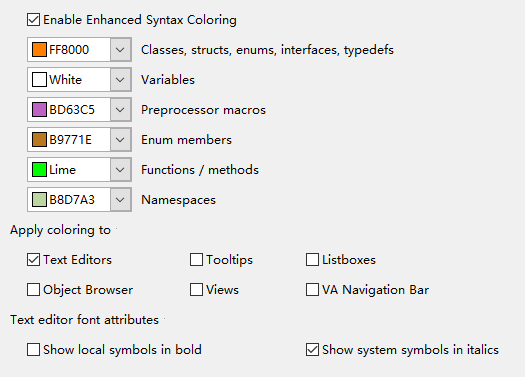 Enable Enhanced Syntax Coloring
FF8000 Classes, structs, enums, interfaces, typedefs
White Variables
BD63C5 Preprocessor macros
B9771E Enum members
Lime Functions / methods
B8D7A3 Namespaces
Apply coloring to
Text Editors Tooltips Listboxes
Object Browser Views VA Navigation Bar
Text editor font attributes
Show local symbols in bold Show system symbols in italics